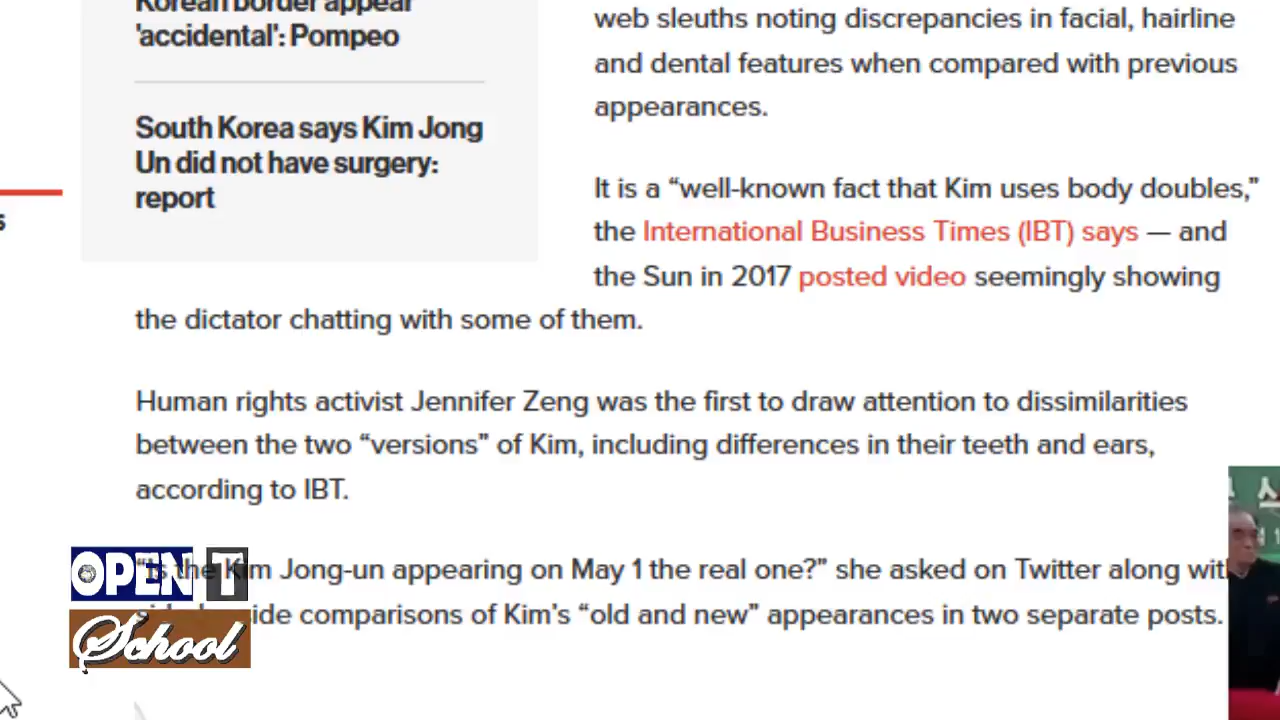 Korean border appear
'accidental': Pompeo
South Korea says Kim Jong
Un did not have surgery:
report
web sleuths noting discrepancies in facial, hairline
and dental features when compared with previous
appearances.
It is a “well-known fact that Kim uses body doubles,”
the International Business Times (IBT) says — and
the Sun in 2017 posted video seemingly showing
the dictator chatting with some of them.
Human rights activist Jennifer Zeng was the first to draw attention to dissimilarities
between the two “versions” of Kim, including differences in their teeth and ears,
according to IBT.
“Is the Kim Jong-un appearing on May 1 the real one?” she asked on Twitter along with
comparisons of Kim’s “old and new” appearances in two separate posts.
OPEN T
School